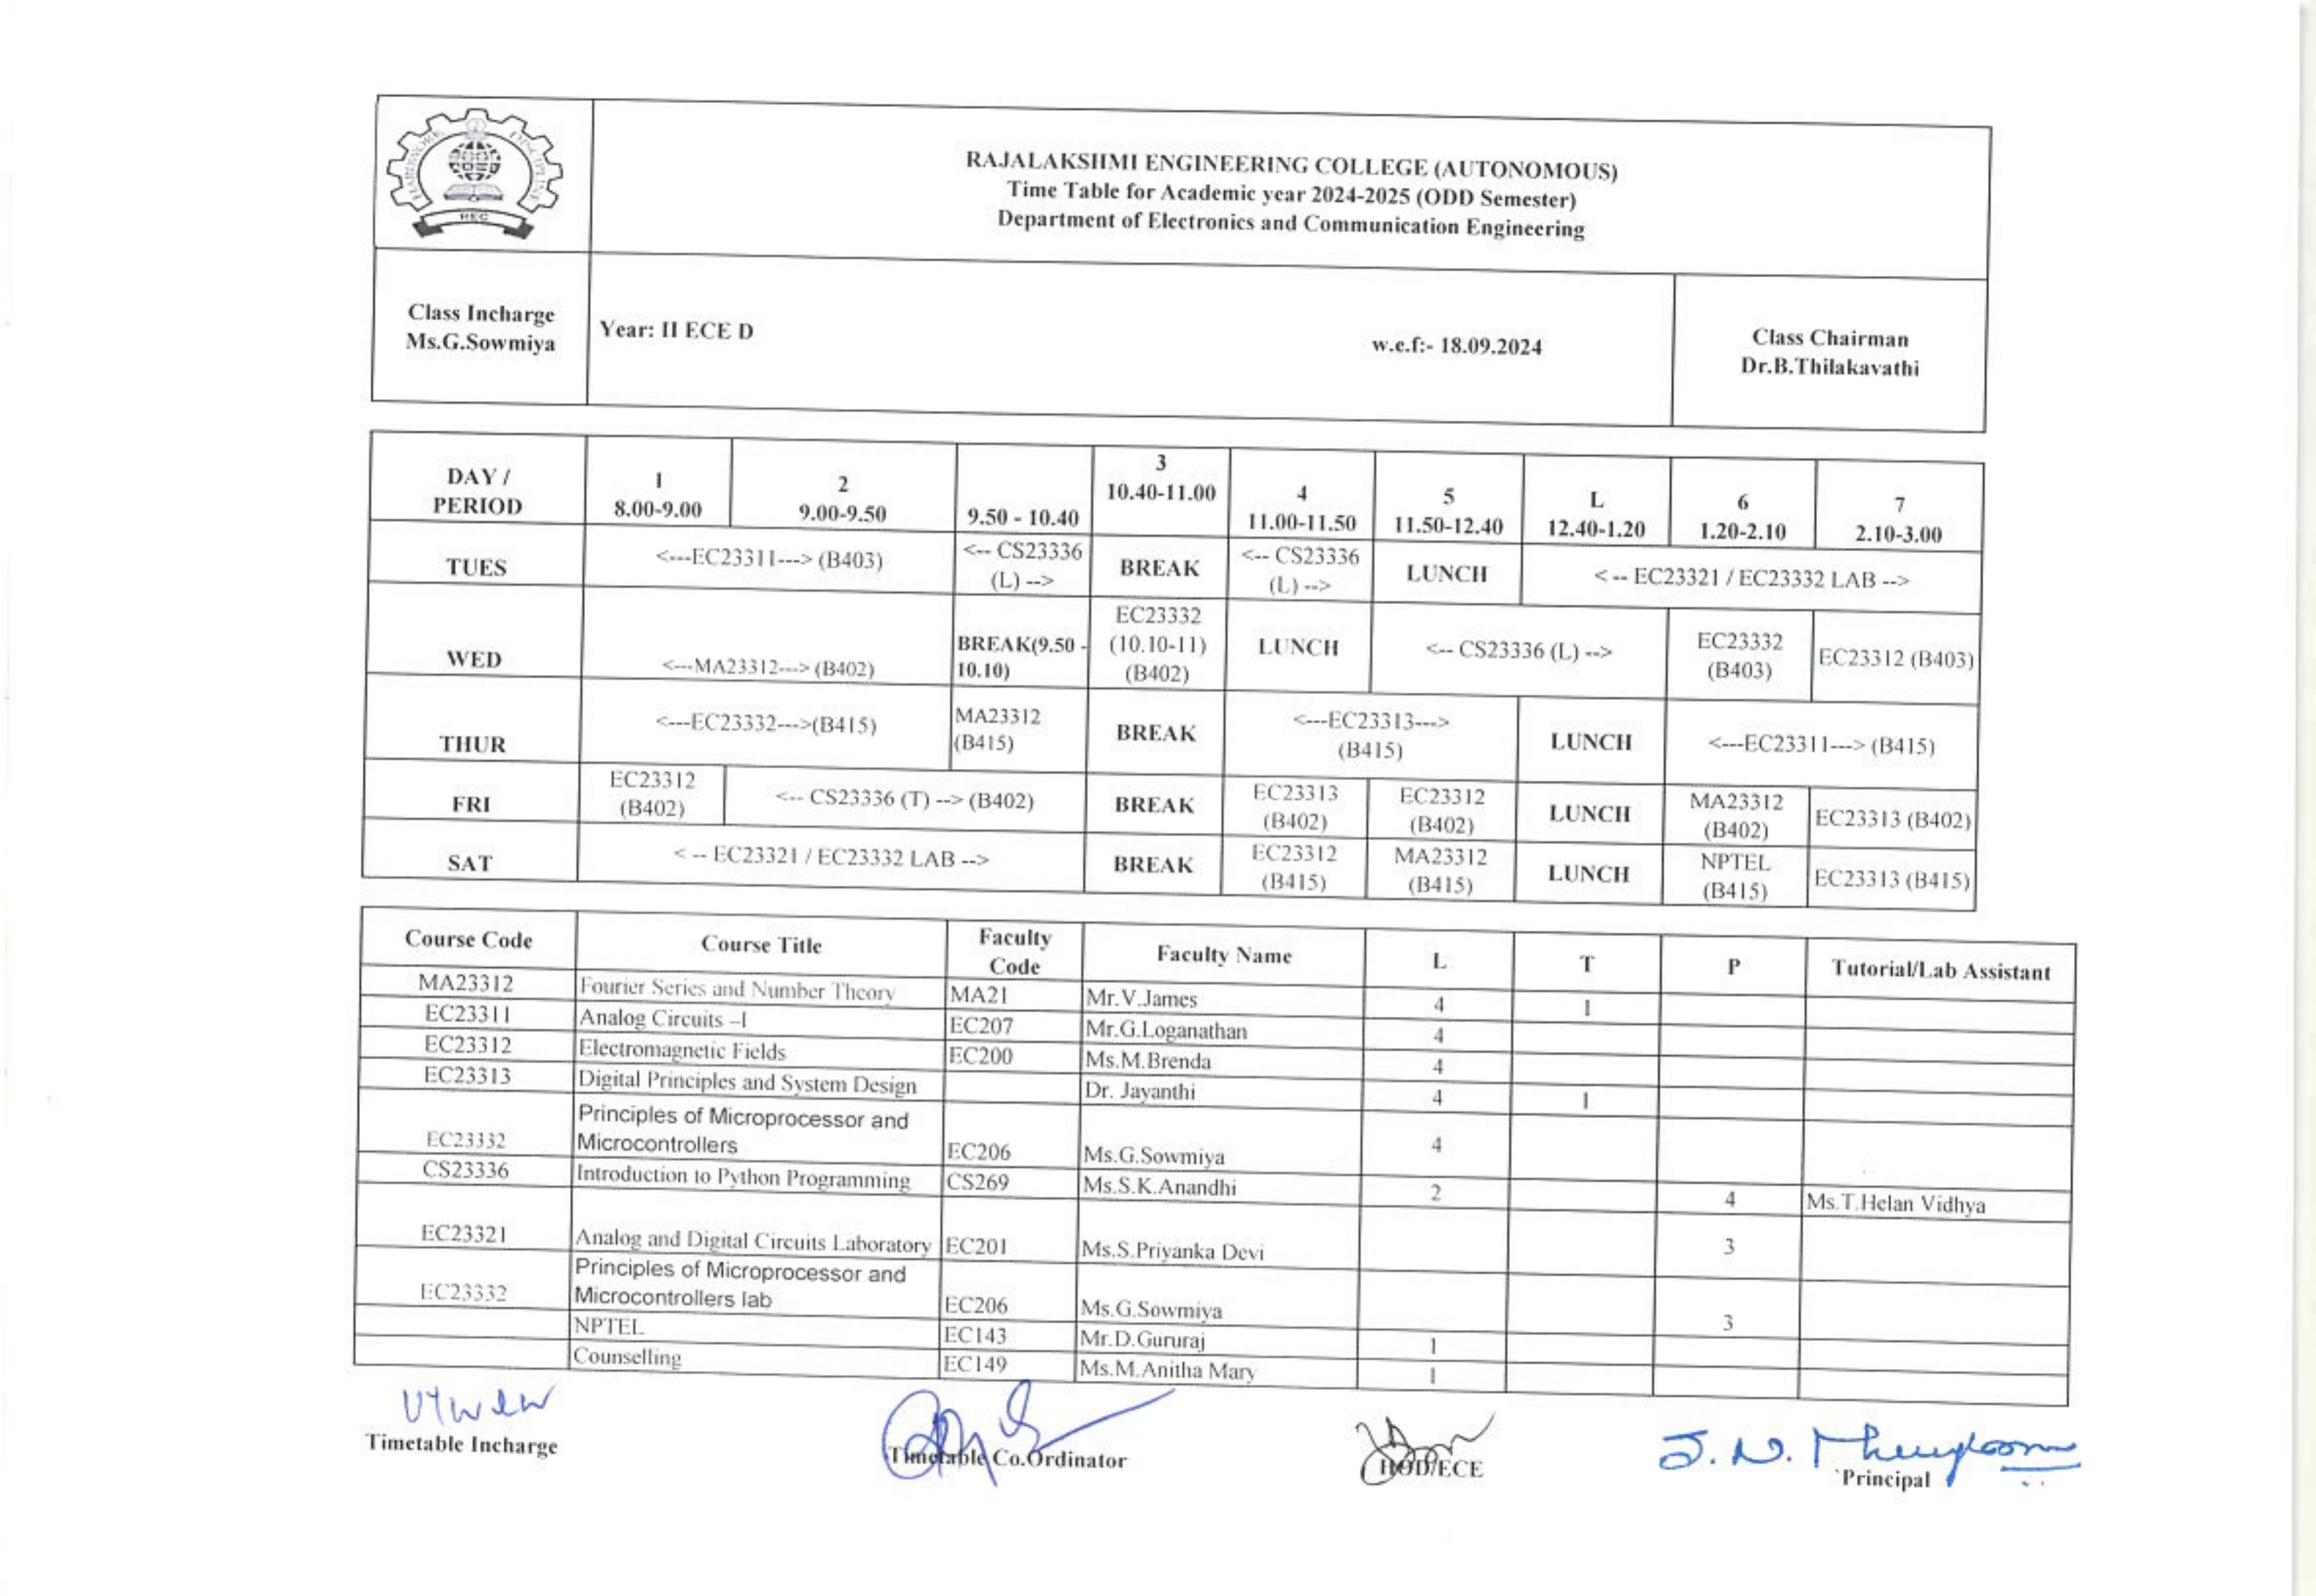 HARDWORK DISCIPLINE
REC
RAJALAKSHMI ENGINEERING COLLEGE (AUTONOMOUS)
Time Table for Academic year 2024-2025 (ODD Semester)
Department of Electronics and Communication Engineering
Class Incharge
Ms.G.Sowmiya
Year: II ECE D
w.e.f:- 18.09.2024
Class Chairman
Dr.B.Thilakavathi
DAY / PERIOD | 1 8.00-9.00 | 2 9.00-9.50 | 9.50 - 10.40 | 3 10.40-11.00 | 4 11.00-11.50 | 5 11.50-12.40 | L 12.40-1.20 | 6 1.20-2.10 | 7 2.10-3.00
TUES | <---EC23311---> (B403) | <-- CS23336 (L) --> | BREAK | <-- CS23336 (L) --> | LUNCH | < -- EC23321 / EC23332 LAB -->
WED | <---MA23312---> (B402) | BREAK(9.50 - 10.10) | EC23332 (10.10-11) (B402) | LUNCH | <-- CS23336 (L) --> | EC23332 (B403) | EC23312 (B403)
THUR | <---EC23332--->(B415) | MA23312 (B415) | BREAK | <---EC23313---> (B415) | LUNCH | <---EC23311---> (B415)
FRI | EC23312 (B402) | <-- CS23336 (T) --> (B402) | BREAK | EC23313 (B402) | EC23312 (B402) | LUNCH | MA23312 (B402) | EC23313 (B402)
SAT | < -- EC23321 / EC23332 LAB --> | BREAK | EC23312 (B415) | MA23312 (B415) | LUNCH | NPTEL (B415) | EC23313 (B415)
Course Code | Course Title | Faculty Code | Faculty Name | L | T | P | Tutorial/Lab Assistant
MA23312 | Fourier Series and Number Theory | MA21 | Mr.V.James | 4 | 1
EC23311 | Analog Circuits –I | EC207 | Mr.G.Loganathan | 4
EC23312 | Electromagnetic Fields | EC200 | Ms.M.Brenda | 4
EC23313 | Digital Principles and System Design | Dr. Jayanthi | 4 | 1
EC23332 | Principles of Microprocessor and Microcontrollers | EC206 | Ms.G.Sowmiya | 4
CS23336 | Introduction to Python Programming | CS269 | Ms.S.K.Anandhi | 2 | 4 | Ms.T.Helan Vidhya
EC23321 | Analog and Digital Circuits Laboratory | EC201 | Ms.S.Priyanka Devi | 3
EC23332 | Principles of Microprocessor and Microcontrollers lab | EC206 | Ms.G.Sowmiya | 3
NPTEL | EC143 | Mr.D.Gururaj | 1
Counselling | EC149 | Ms.M.Anitha Mary | 1
Timetable Incharge
Timetable Co.Ordinator
HOD/ECE
Principal